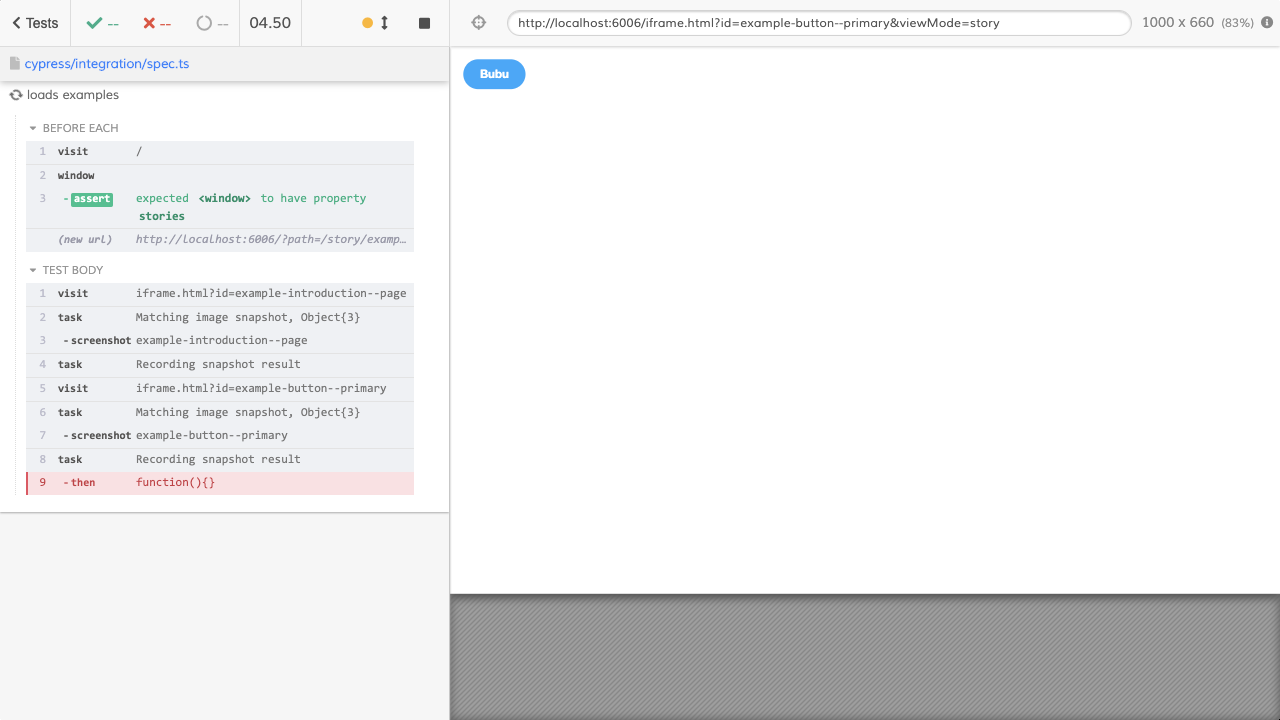 Tests -- -- -- 04.50
http://localhost:6006/iframe.html?id=example-button--primary&viewMode=story 1000 x 660 (83%)
cypress/integration/spec.ts
loads examples
BEFORE EACH
1 visit /
2 window
3 - assert expected <window> to have property
stories
(new url) http://localhost:6006/?path=/story/examp…
TEST BODY
1 visit iframe.html?id=example-introduction--page
2 task Matching image snapshot, Object{3}
3 - screenshot example-introduction--page
4 task Recording snapshot result
5 visit iframe.html?id=example-button--primary
6 task Matching image snapshot, Object{3}
7 - screenshot example-button--primary
8 task Recording snapshot result
9 - then function(){}
Bubu